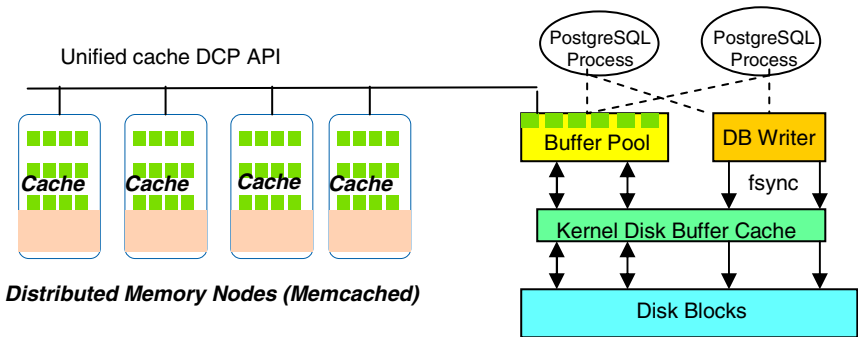 Unified cache DCP API
PostgreSQL
Process
PostgreSQL
Process
Cache
Cache
Cache
Cache
Buffer Pool
DB Writer
fsync
Kernel Disk Buffer Cache
Distributed Memory Nodes (Memcached)
Disk Blocks